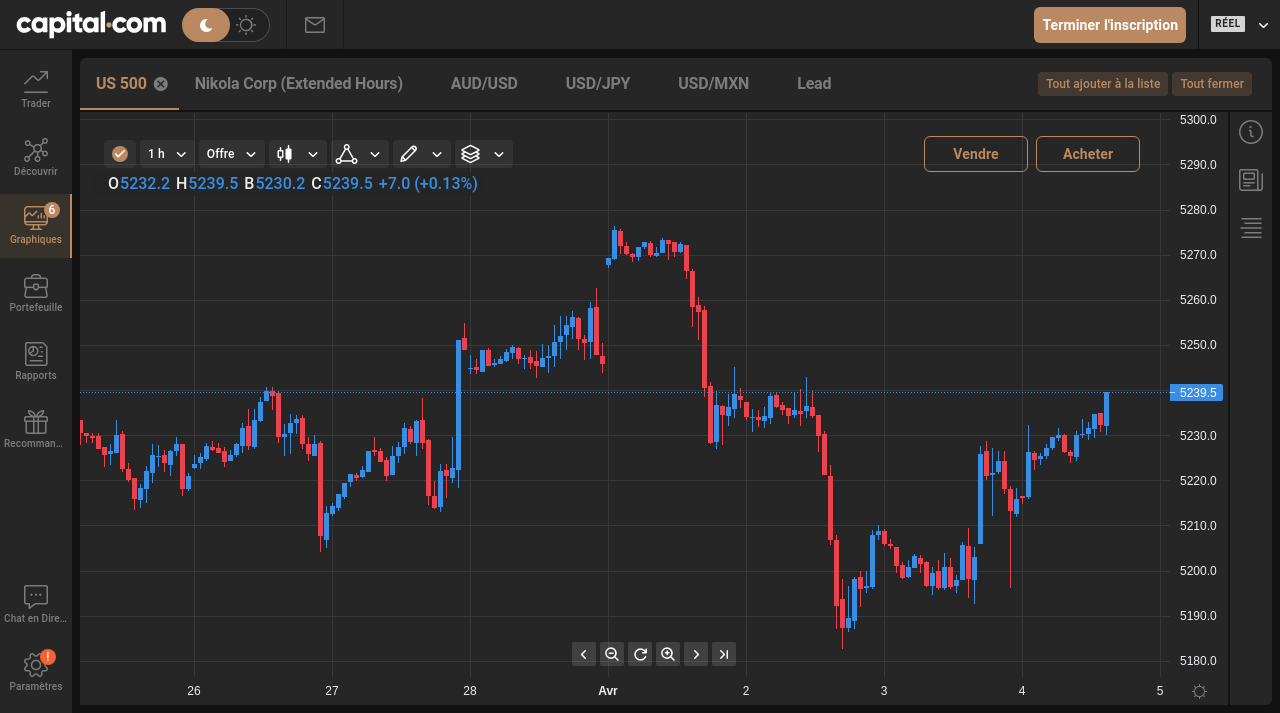 capital.com
Terminer l'inscription
RÉEL
Trader
Découvrir
6
Graphiques
Portefeuille
Rapports
Recomman...
Chat en Dire...
!
Paramètres
US 500
Nikola Corp (Extended Hours)
AUD/USD
USD/JPY
USD/MXN
Lead
Tout ajouter à la liste
Tout fermer
1 h
Offre
Vendre
Acheter
O5232.2 H5239.5 B5230.2 C5239.5 +7.0 (+0.13%)
5300.0
5290.0
5280.0
5270.0
5260.0
5250.0
5239.5
5230.0
5220.0
5210.0
5200.0
5190.0
5180.0
26
27
28
Avr
2
3
4
5